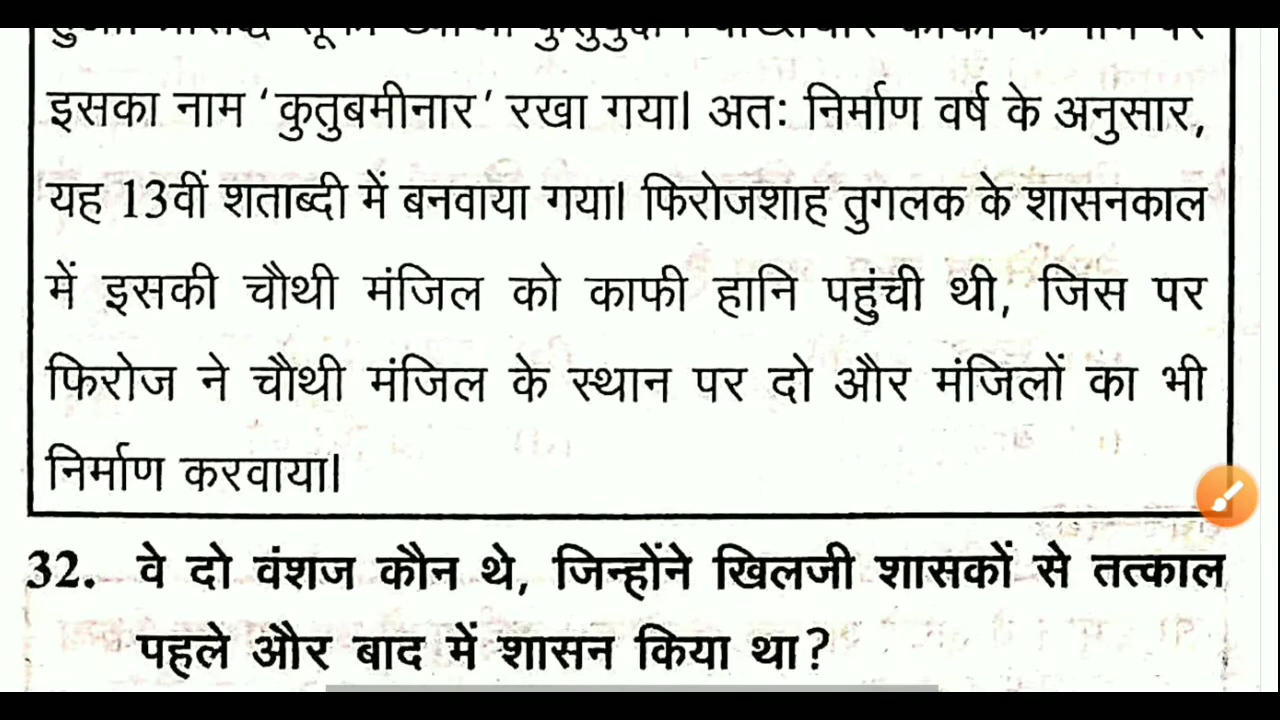 इसका नाम ‘कुतुबमीनार’ रखा गया। अतः निर्माण वर्ष के अनुसार,
यह 13वीं शताब्दी में बनवाया गया। फिरोजशाह तुगलक के शासनकाल
में इसकी चौथी मंजिल को काफी हानि पहुंची थी, जिस पर
फिरोज ने चौथी मंजिल के स्थान पर दो और मंजिलों का भी
निर्माण करवाया।
32. वे दो वंशज कौन थे, जिन्होंने खिलजी शासकों से तत्काल
पहले और बाद में शासन किया था?